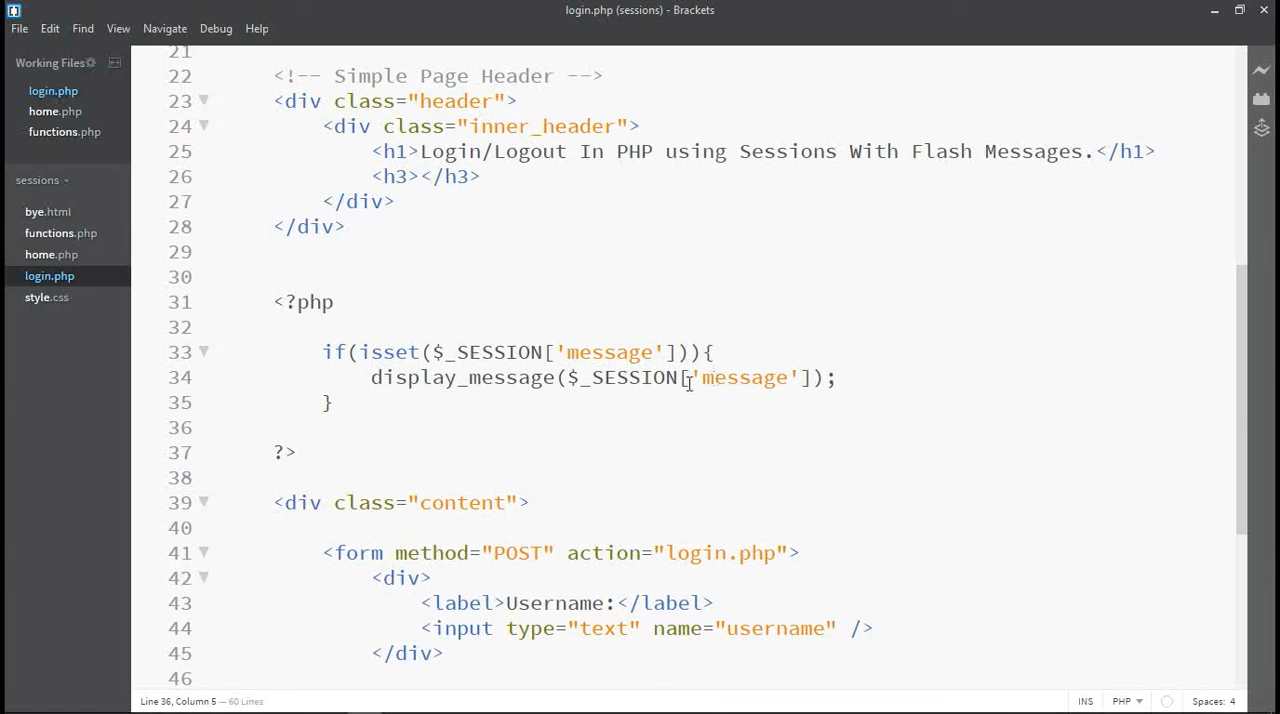 login.php (sessions) - Brackets
File Edit Find View Navigate Debug Help
Working Files
login.php
home.php
functions.php
sessions
bye.html
functions.php
home.php
login.php
style.css
21
22 <!-- Simple Page Header -->
23 <div class="header">
24 <div class="inner_header">
25 <h1>Login/Logout In PHP using Sessions With Flash Messages.</h1>
26 <h3></h3>
27 </div>
28 </div>
29
30
31 <?php
32
33 if(isset($_SESSION['message'])){
34 display_message($_SESSION['message']);
35 }
36
37 ?>
38
39 <div class="content">
40
41 <form method="POST" action="login.php">
42 <div>
43 <label>Username:</label>
44 <input type="text" name="username" />
45 </div>
46
Line 36, Column 5 — 60 Lines
INS PHP Spaces: 4